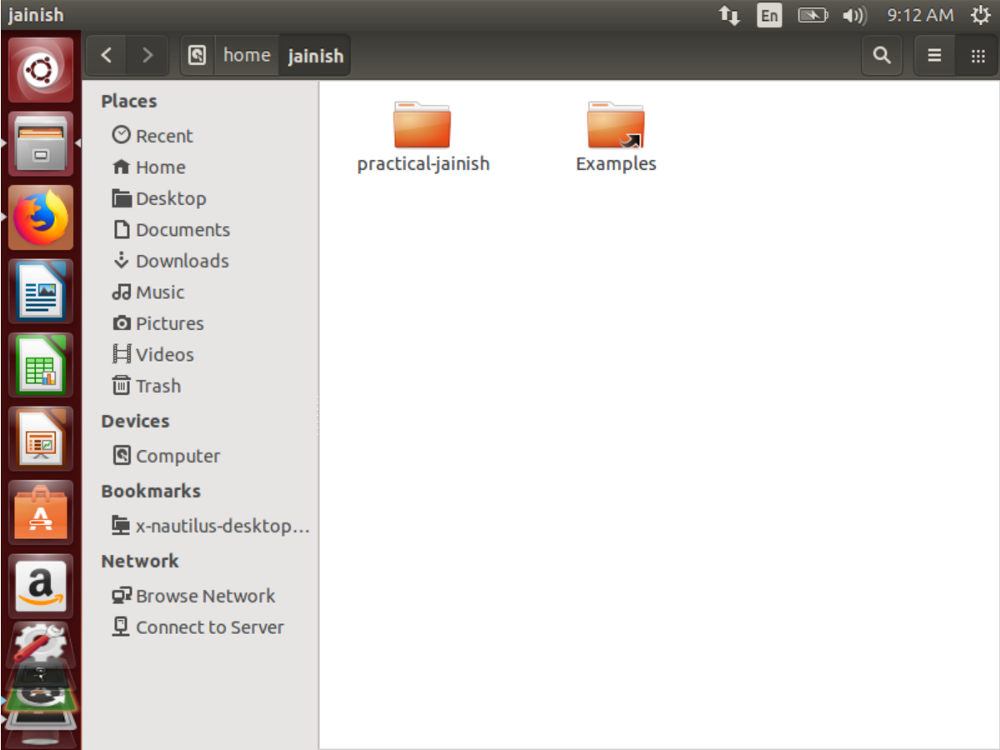 jainish
En
9:12 AM
home
jainish
Places
Recent
Home
Desktop
Documents
Downloads
Music
Pictures
Videos
Trash
Devices
Computer
Bookmarks
x-nautilus-desktop...
Network
Browse Network
Connect to Server
practical-jainish
Examples
a